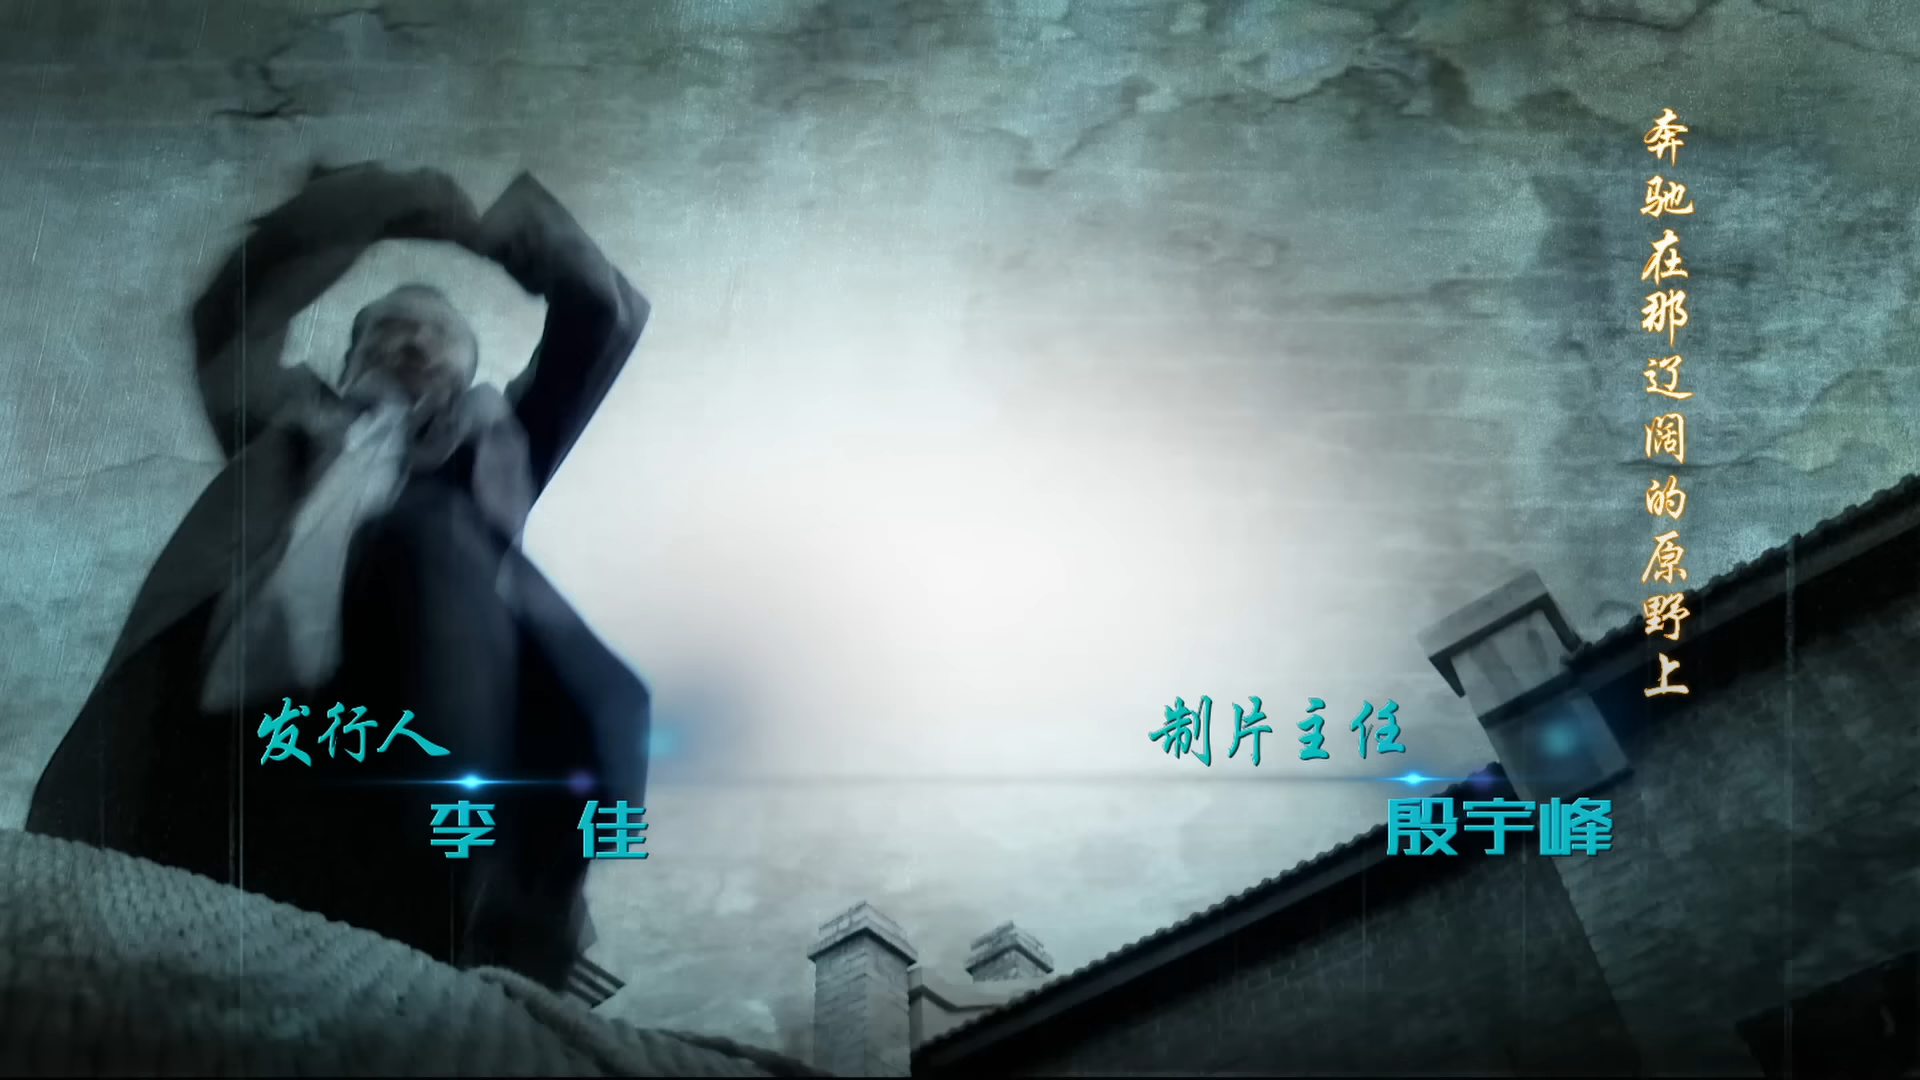 奔驰在那辽阔的原野上
发行人
李 佳
制片主任
殷宇峰